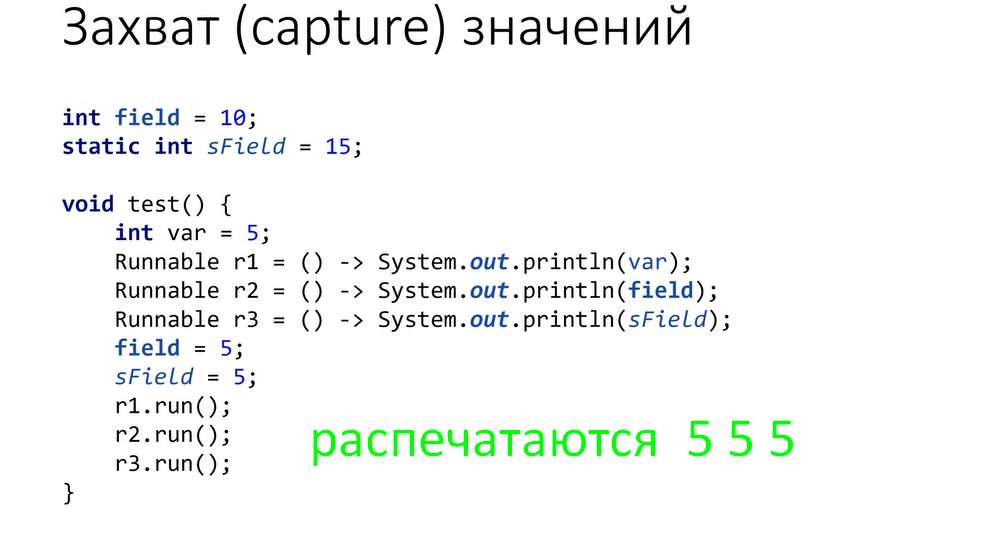 Захват (capture) значений
int field = 10;
static int sField = 15;
void test() {
int var = 5;
Runnable r1 = () -> System.out.println(var);
Runnable r2 = () -> System.out.println(field);
Runnable r3 = () -> System.out.println(sField);
field = 5;
sField = 5;
r1.run();
r2.run();
r3.run();
распечатаются 5 5 5
}